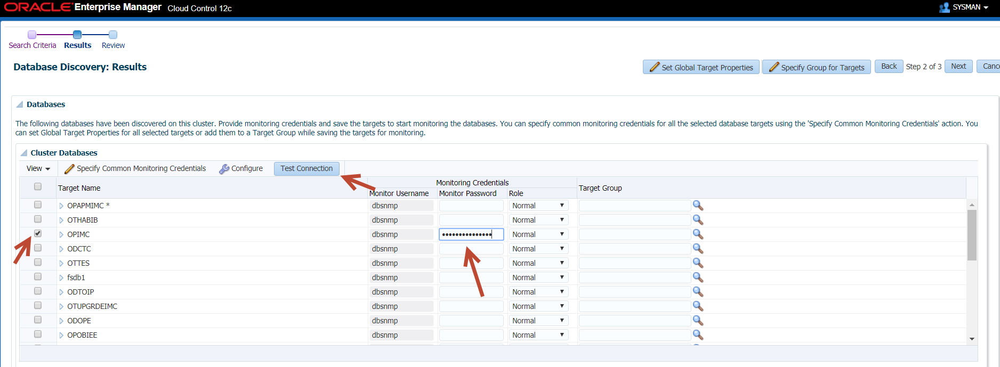 ORACLE Enterprise Manager Cloud Control 12c SYSMAN
Search Criteria Results Review
Database Discovery: Results
Set Global Target Properties Specify Group for Targets Back Step 2 of 3 Next Canc
Databases
The following databases have been discovered on this cluster. Provide monitoring credentials and save the targets to start monitoring the databases. You can specify common monitoring credentials for all the selected database targets using the 'Specify Common Monitoring Credentials' action. You
can set Global Target Properties for all selected targets or add them to a Target Group while saving the targets for monitoring.
Cluster Databases
View Specify Common Monitoring Credentials Configure Test Connection
Target Name Monitoring Credentials Target Group
Monitor Username Monitor Password Role
OPAPMIMC * dbsnmp Normal
OTHABIB dbsnmp Normal
OPIMC dbsnmp ••••••••••••••• Normal
ODCTC dbsnmp Normal
OTTES dbsnmp Normal
fsdb1 dbsnmp Normal
ODTOIP dbsnmp Normal
OTUPGRDEIMC dbsnmp Normal
ODOPE dbsnmp Normal
OPOBIEE dbsnmp Normal